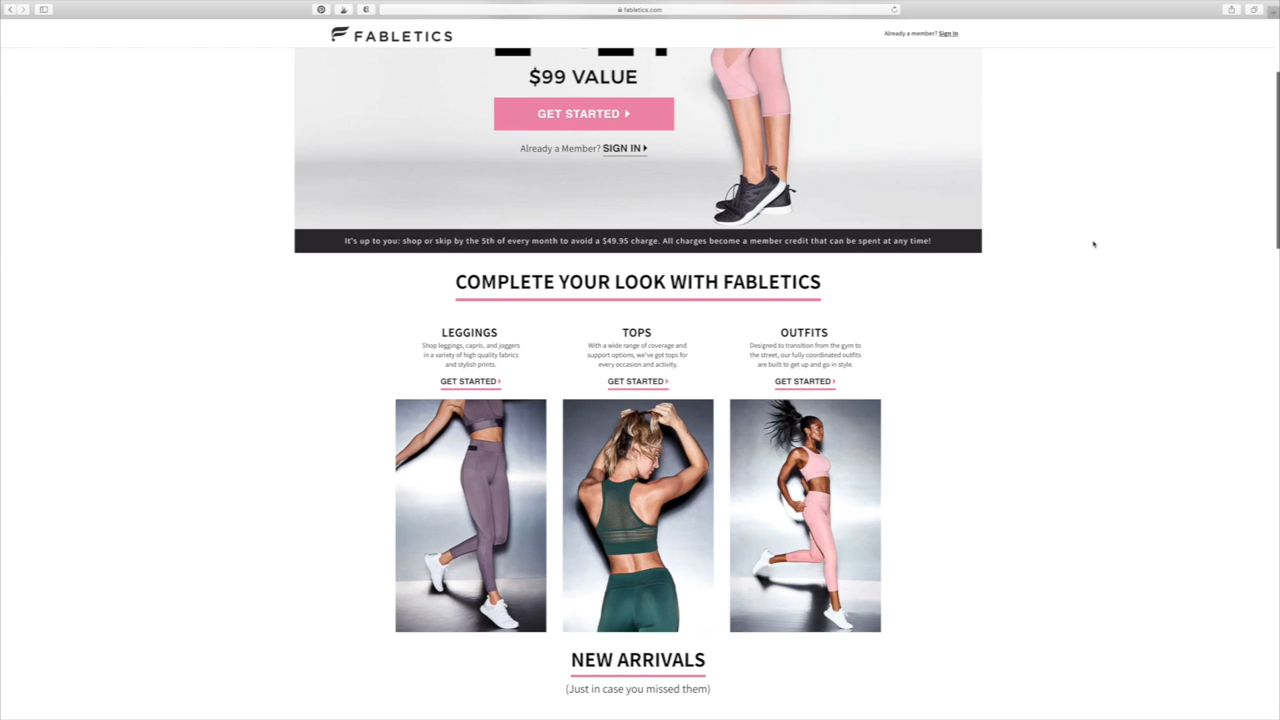 fabletics.com
FABLETICS
Already a member? Sign In
$99 VALUE
GET STARTED
Already a Member? SIGN IN
It's up to you: shop or skip by the 5th of every month to avoid a $49.95 charge. All charges become a member credit that can be spent at any time!
COMPLETE YOUR LOOK WITH FABLETICS
LEGGINGS
Shop leggings, capris, and joggers
in a variety of high quality fabrics
and stylish prints.
GET STARTED
TOPS
With a wide range of coverage and
support options, we've got tops for
every occasion and activity.
GET STARTED
OUTFITS
Designed to transition from the gym to
the street, our fully coordinated outfits
are built to get up and go in style.
GET STARTED
NEW ARRIVALS
(Just in case you missed them)